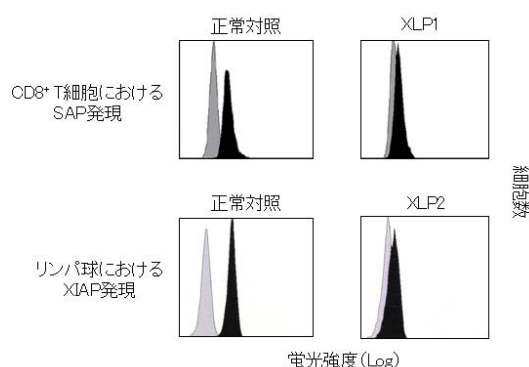 正常対照
XLP1
CD8+ T細胞における
SAP発現
細胞数
正常対照
XLP2
リンパ球における
XIAP発現
蛍光強度(Log)